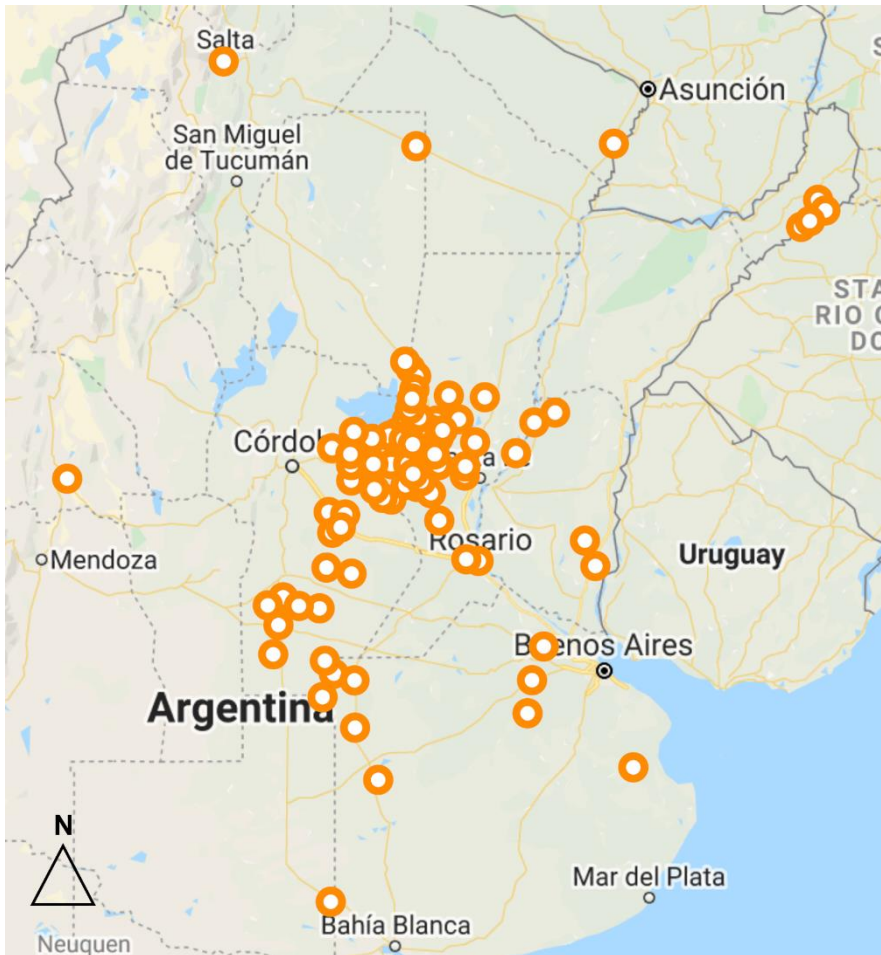 Salta
Asunción
San Miguel
de Tucumán
STA
RIO
DO
Córdo
Rosario
Mendoza
Uruguay
Buenos Aires
Argentina
N
Mar del Plata
Bahía Blanca
Neuquen